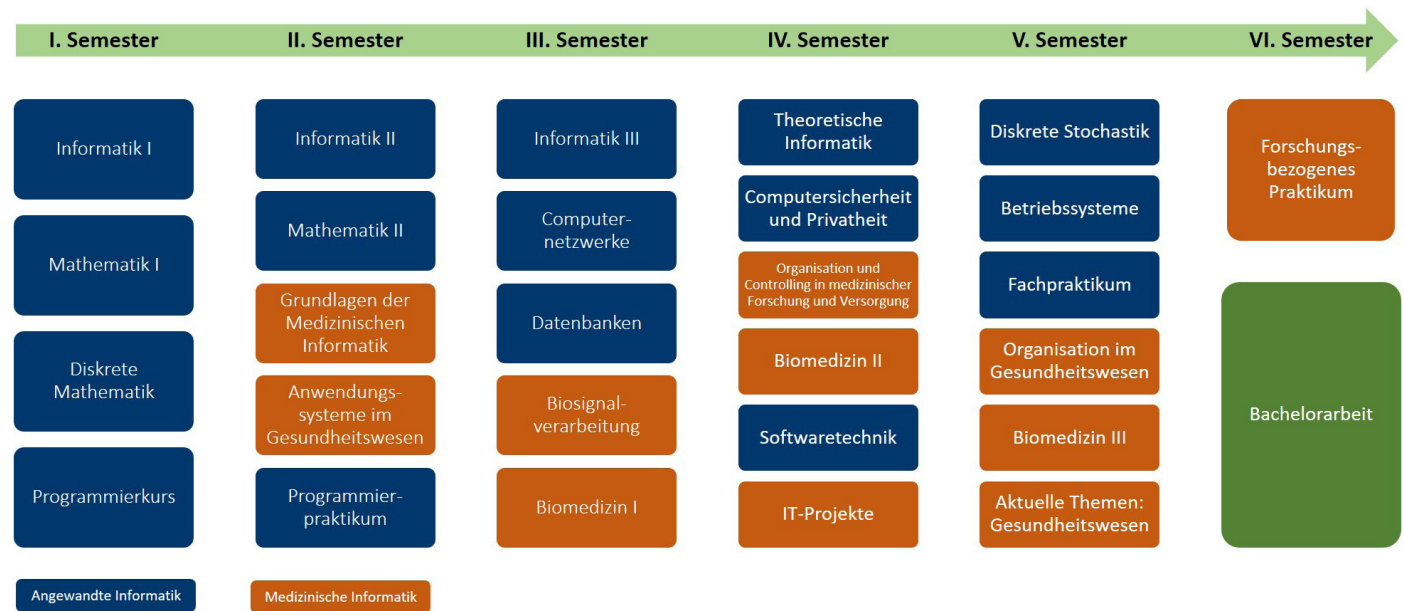 I. Semester
II. Semester
III. Semester
IV. Semester
V. Semester
VI. Semester
Informatik I
Mathematik I
Diskrete
Mathematik
Programmierkurs
Informatik II
Mathematik II
Grundlagen der
Medizinischen
Informatik
Anwendungs-
systeme im
Gesundheitswesen
Programmier-
praktikum
Informatik III
Computer-
netzwerke
Datenbanken
Biosignal-
verarbeitung
Biomedizin I
Theoretische
Informatik
Computersicherheit
und Privatheit
Organisation und
Controlling in medizinischer
Forschung und Versorgung
Biomedizin II
Softwaretechnik
IT-Projekte
Diskrete Stochastik
Betriebssysteme
Fachpraktikum
Organisation im
Gesundheitswesen
Biomedizin III
Aktuelle Themen:
Gesundheitswesen
Forschungs-
bezogenes
Praktikum
Bachelorarbeit
Angewandte Informatik
Medizinische Informatik